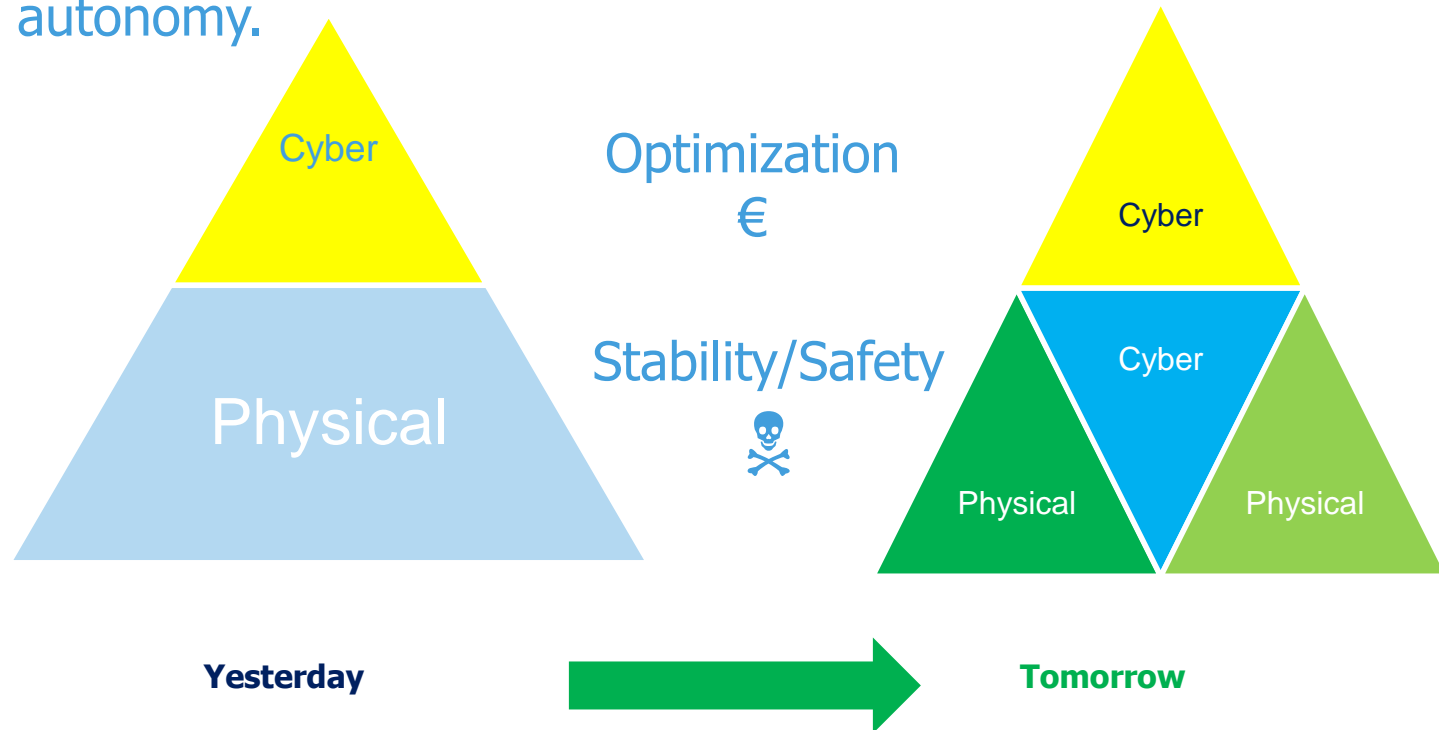 autonomy.
Cyber
Physical
Optimization
€
Stability/Safety
Cyber
Cyber
Physical
Physical
Yesterday
Tomorrow